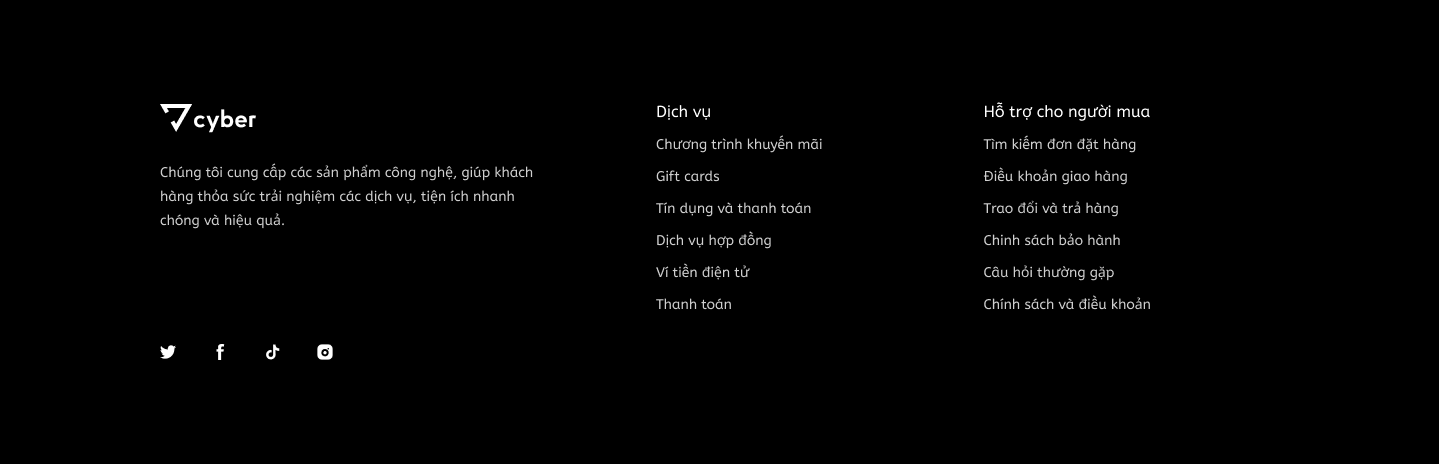 cyber
Chúng tôi cung cấp các sản phẩm công nghệ, giúp khách
hàng thỏa sức trải nghiệm các dịch vụ, tiện ích nhanh
chóng và hiệu quả.
Dịch vụ
Chương trình khuyến mãi
Gift cards
Tín dụng và thanh toán
Dịch vụ hợp đồng
Ví tiền điện tử
Thanh toán
Hỗ trợ cho người mua
Tìm kiếm đơn đặt hàng
Điều khoản giao hàng
Trao đổi và trả hàng
Chinh sách bảo hành
Câu hỏi thường gặp
Chính sách và điều khoản